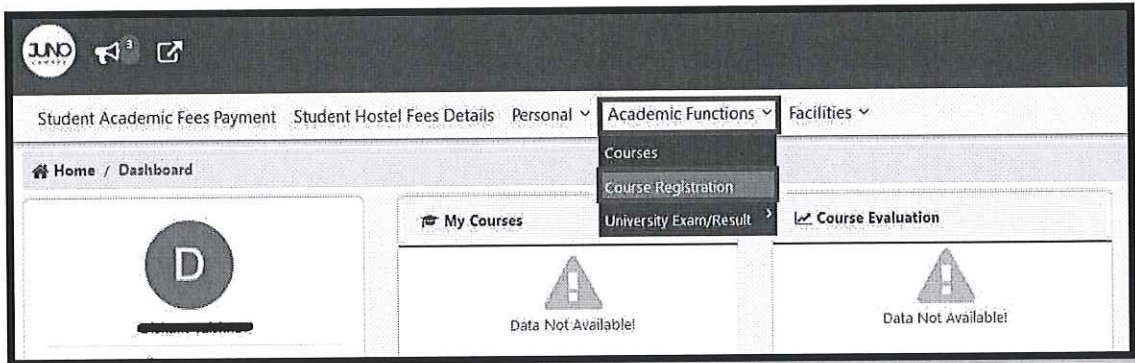 JUNO
CAMPUS
3
Student Academic Fees Payment Student Hostel Fees Details Personal Academic Functions Facilities
Courses
Home / Dashboard
Course Registration
My Courses
University Exam/Result
Course Evaluation
D
Data Not Available!
Data Not Available!